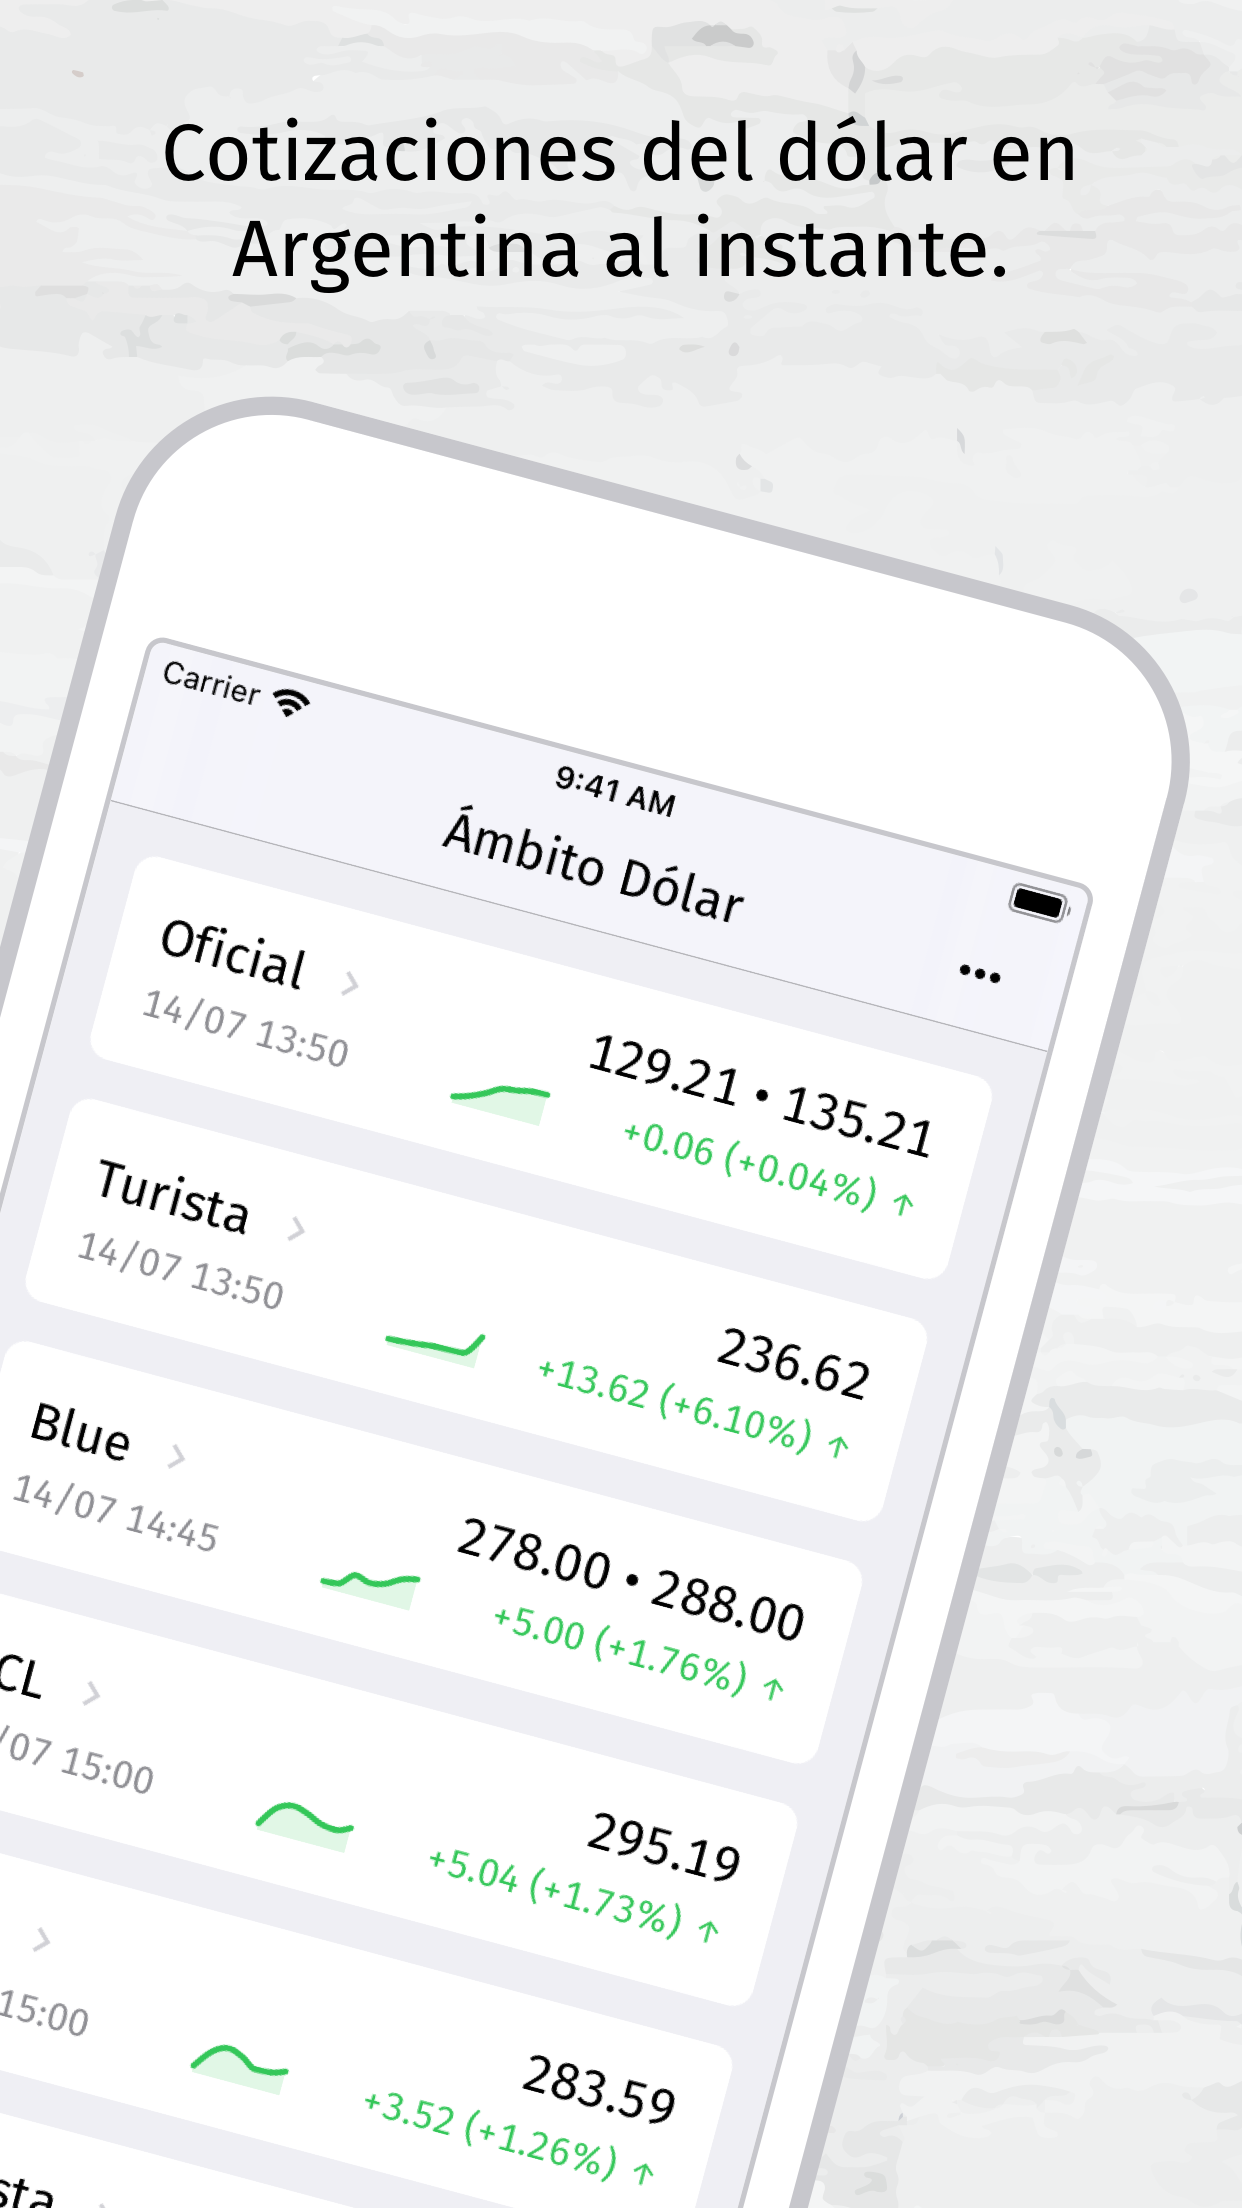 Cotizaciones del dólar en
Argentina al instante.
Carrier
9:41 AM
Ámbito Dólar
Oficial
14/07 13:50
129.21 • 135.21
+0.06 (+0.04%) ↑
Turista
14/07 13:50
236.62
+13.62 (+6.10%) ↑
Blue
14/07 14:45
278.00 • 288.00
+5.00 (+1.76%) ↑
CL
/07 15:00
295.19
+5.04 (+1.73%) ↑
15:00
283.59
+3.52 (+1.26%) ↑
sta